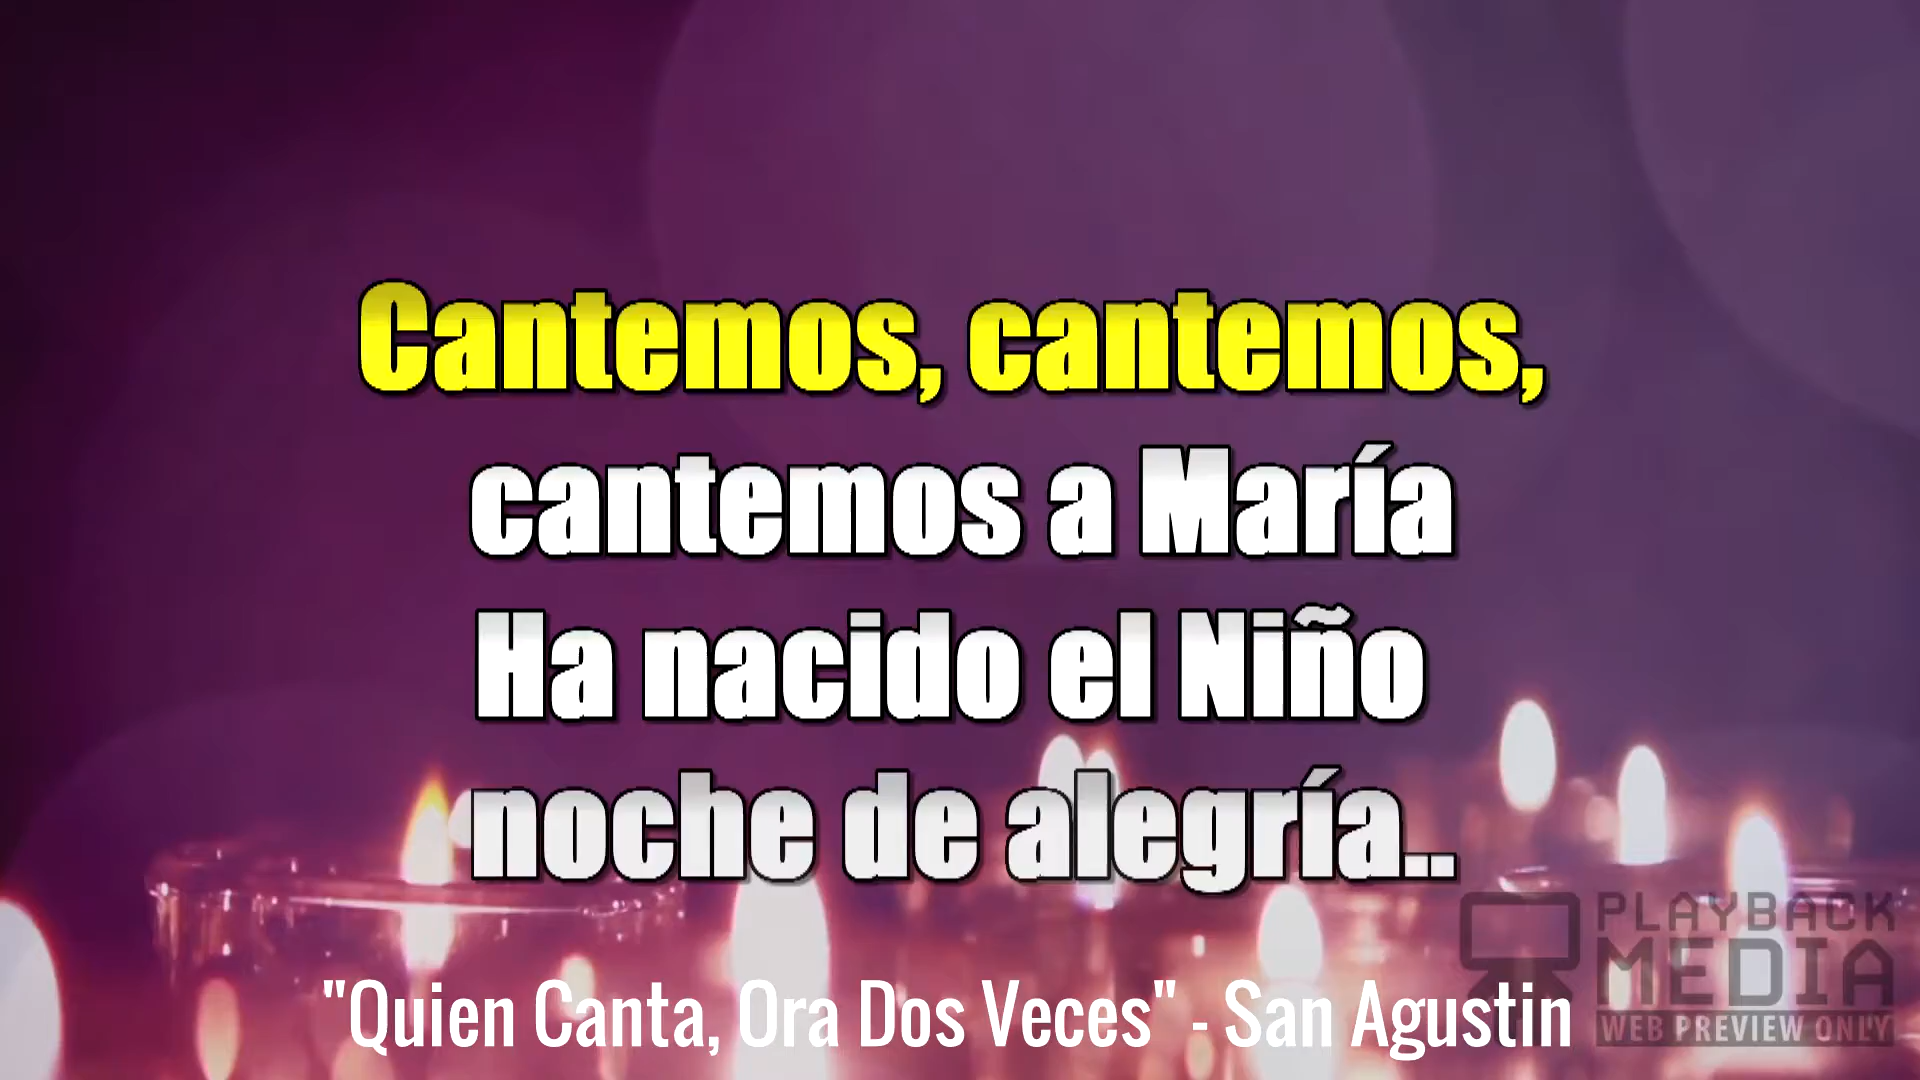 Cantemos, cantemos,
cantemos a María
Ha nacido el Niño
noche de alegría..
PLAYBACK
MEDIA
WEB PREVIEW ONLY
"Quien Canta, Ora Dos Veces" - San Agustin